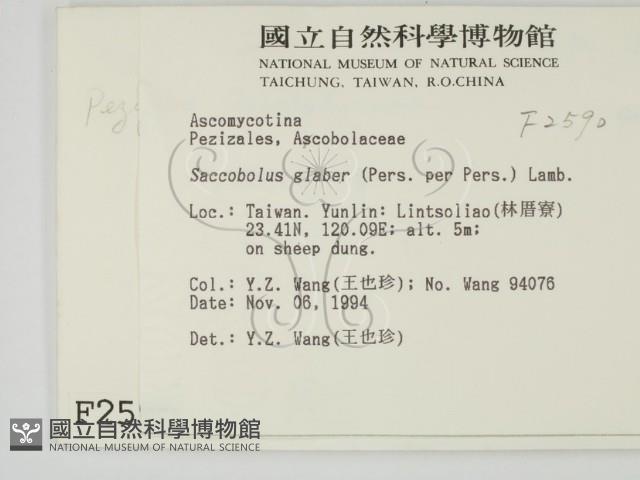 國立自然科學博物館
NATIONAL MUSEUM OF NATURAL SCIENCE
TAICHUNG, TAIWAN, R.O.CHINA
Pez
F2590
Ascomycotina
Pezizales, Ascobolaceae
Saccobolus glaber (Pers. per Pers.) Lamb.
Loc.: Taiwan. Yunlin: Lintsoliao(林厝寮)
23.41N, 120.09E; alt. 5m;
on sheep dung.
Col.: Y.Z. Wang(王也珍); No. Wang 94076
Date: Nov. 06, 1994
Det.: Y.Z. Wang(王也珍)
F25
國立自然科學博物館
NATIONAL MUSEUM OF NATURAL SCIENCE